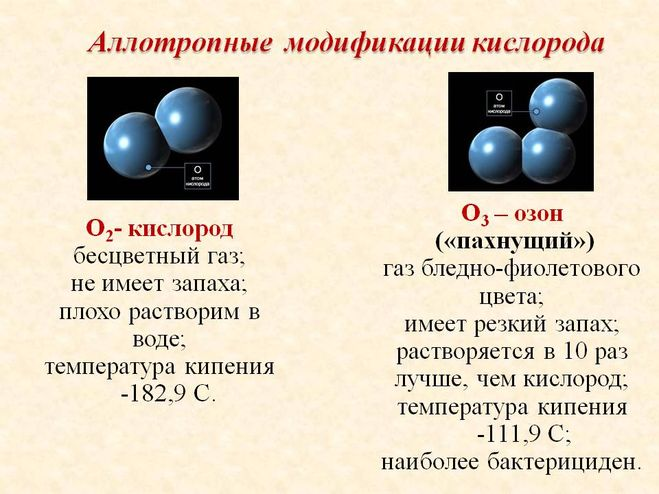 Аллотропные модификации кислорода
О
атом
кислорода
О₂- кислород
бесцветный газ;
не имеет запаха;
плохо растворим в
воде;
температура кипения
-182,9 С.
О
атом
кислорода
О₃ – озон
(«пахнущий»)
газ бледно-фиолетового
цвета;
имеет резкий запах;
растворяется в 10 раз
лучше, чем кислород;
температура кипения
-111,9 С;
наиболее бактерициден.